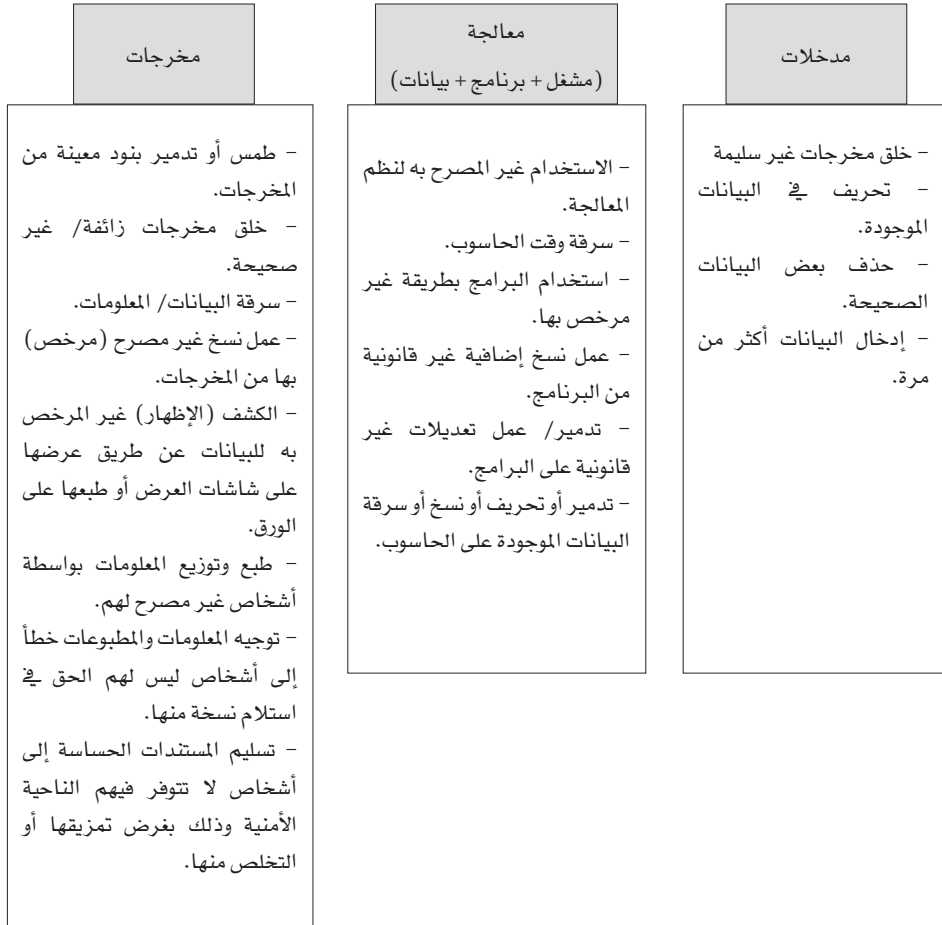 مدخلات
- خلق مخرجات غير سليمة
- تحريف في البيانات
الموجودة.
- حذف بعض البيانات
الصحيحة.
- إدخال البيانات أكثر من
مرة.
معالجة
(مشغل + برنامج + بيانات)
- الاستخدام غير المصرح به لنظم
المعالجة.
- سرقة وقت الحاسوب.
- استخدام البرامج بطريقة غير
مرخص بها.
- عمل نسخ إضافية غير قانونية
من البرنامج.
- تدمير/ عمل تعديلات غير
قانونية على البرامج.
- تدمير أو تحريف أو نسخ أو سرقة
البيانات الموجودة على الحاسوب.
مخرجات
- طمس أو تدمير بنود معينة من
المخرجات.
- خلق مخرجات زائفة/ غير
صحيحة.
- سرقة البيانات/ المعلومات.
- عمل نسخ غير مصرح (مرخص)
بها من المخرجات.
- الكشف (الإظهار) غير المرخص
به للبيانات عن طريق عرضها
على شاشات العرض أو طبعها على
الورق.
- طبع وتوزيع المعلومات بواسطة
أشخاص غير مصرح لهم.
- توجيه المعلومات والمطبوعات خطأ
إلى أشخاص ليس لهم الحق في
استلام نسخة منها.
- تسليم المستندات الحساسة إلى
أشخاص لا تتوفر فيهم الناحية
الأمنية وذلك بغرض تمزيقها أو
التخلص منها.